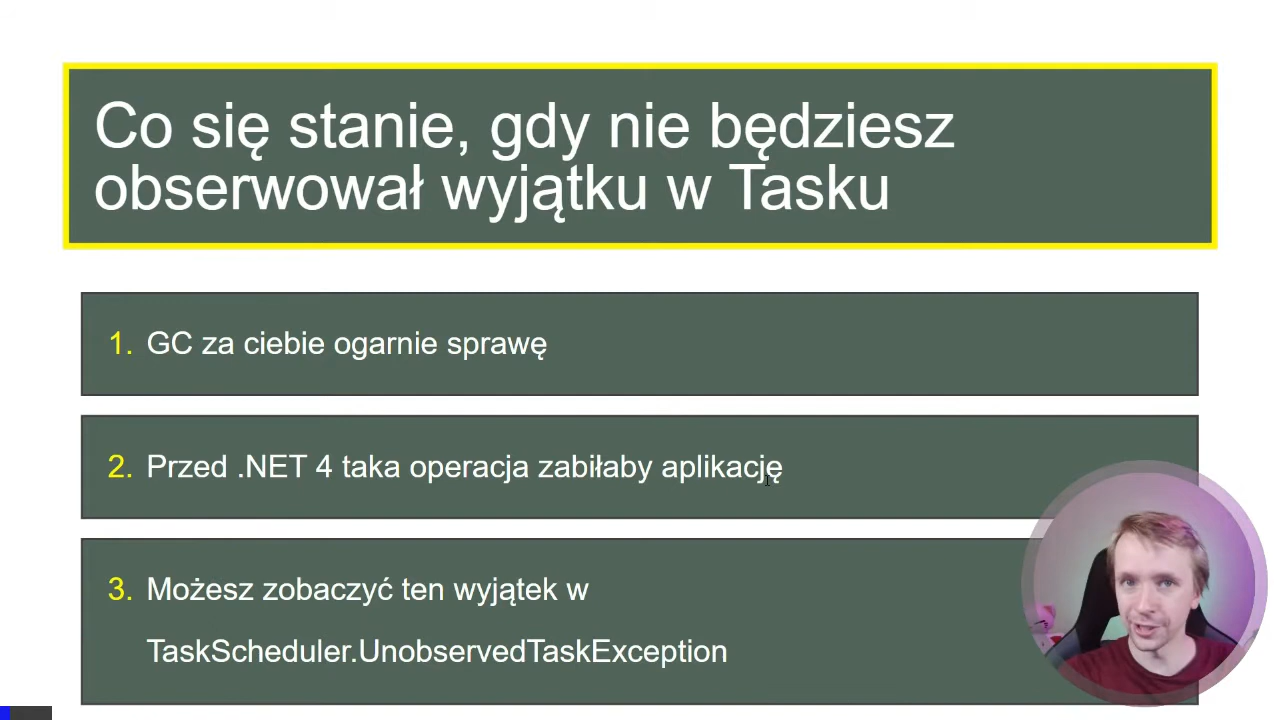 Co się stanie, gdy nie będziesz
obserwował wyjątku w Tasku
1. GC za ciebie ogarnie sprawę
2. Przed .NET 4 taka operacja zabiłaby aplikację
3. Możesz zobaczyć ten wyjątek w
TaskScheduler.UnobservedTaskException